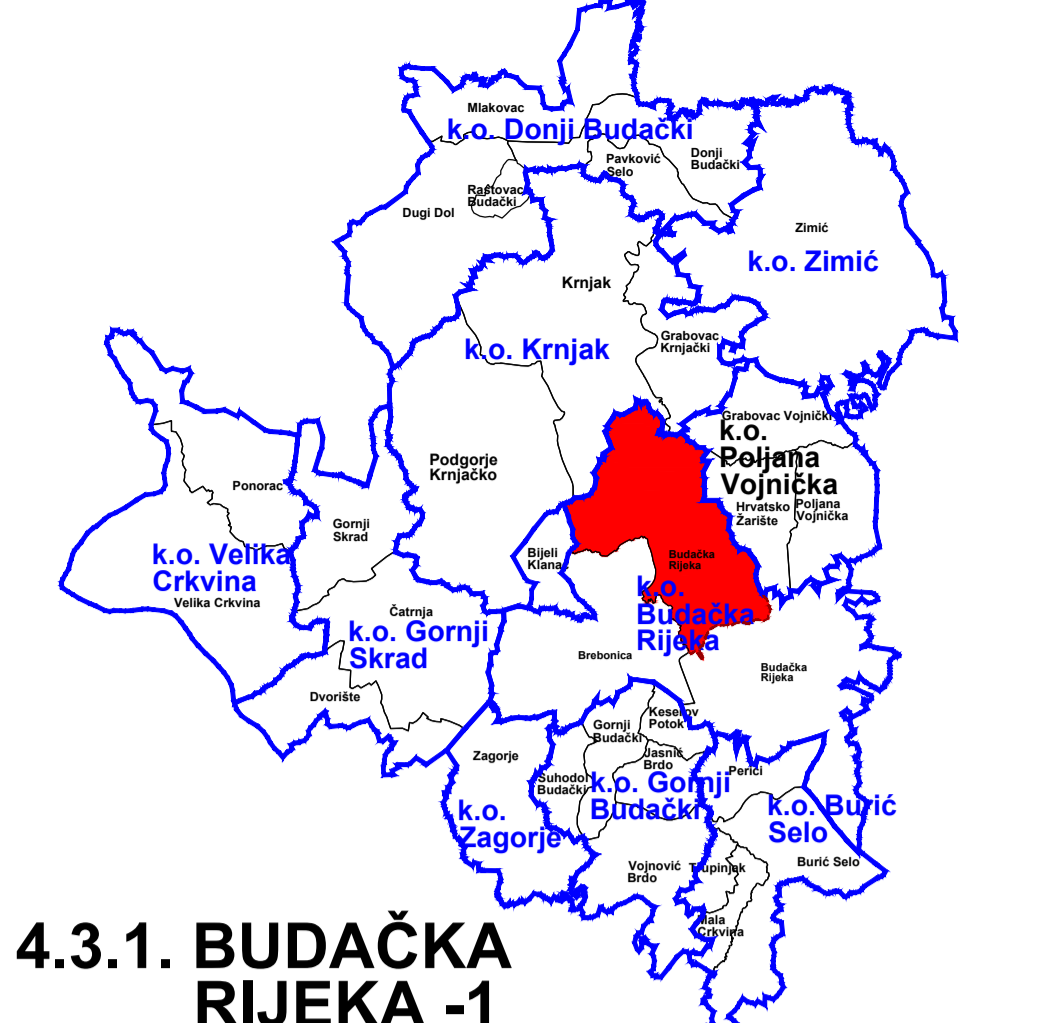 Mlakovac
k.o. Donji Budački
Pavković
Selo
Donji
Budački
Raštovac
Budački
Dugi Dol
Zimić
k.o. Zimić
Krnjak
Grabovac
Krnjački
k.o. Krnjak
Grabovac Vojnički
k.o.
Poljana
Vojnička
Hrvatsko
Žarište
Poljana
Vojnička
Podgorje
Krnjačko
Ponorac
Gornji
Skrad
k.o. Velika
Crkvina
Velika Crkvina
Bijeli
Klanac
Budačka
Rijeka
k.o.
Budačka
Rijeka
Čatrnja
k.o. Gornji
Skrad
Brebonica
Budačka
Rijeka
Dvorište
Keserov
Potok
Gornji
Budački
Jasnić
Brdo
Zagorje
Suhodol
Budački
k.o. Gornji
Budački
Perići
k.o.
Zagorje
k.o. Burić
Selo
Burić Selo
Vojnović
Brdo
Trupinjak
Mala
Crkvina
4.3.1. BUDAČKA
RIJEKA -1